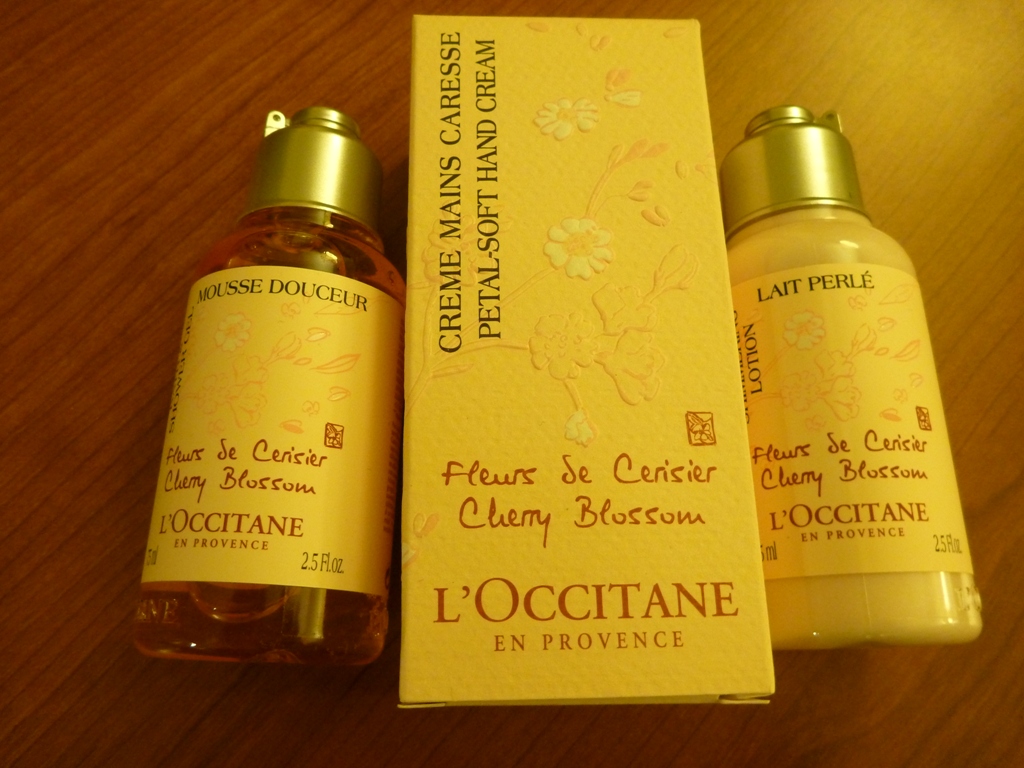 MOUSSE DOUCEUR
SHOWER GEL
Fleurs de Cerisier
Cherry Blossom
L'OCCITANE
EN PROVENCE
2.5 Fl.oz.
CREME MAINS CARESSE
PETAL-SOFT HAND CREAM
Fleurs de Cerisier
Cherry Blossom
L'OCCITANE
EN PROVENCE
LAIT PERLÉ
LOTION
Fleurs de Cerisier
Cherry Blossom
L'OCCITANE
EN PROVENCE
2.5 Fl.oz.